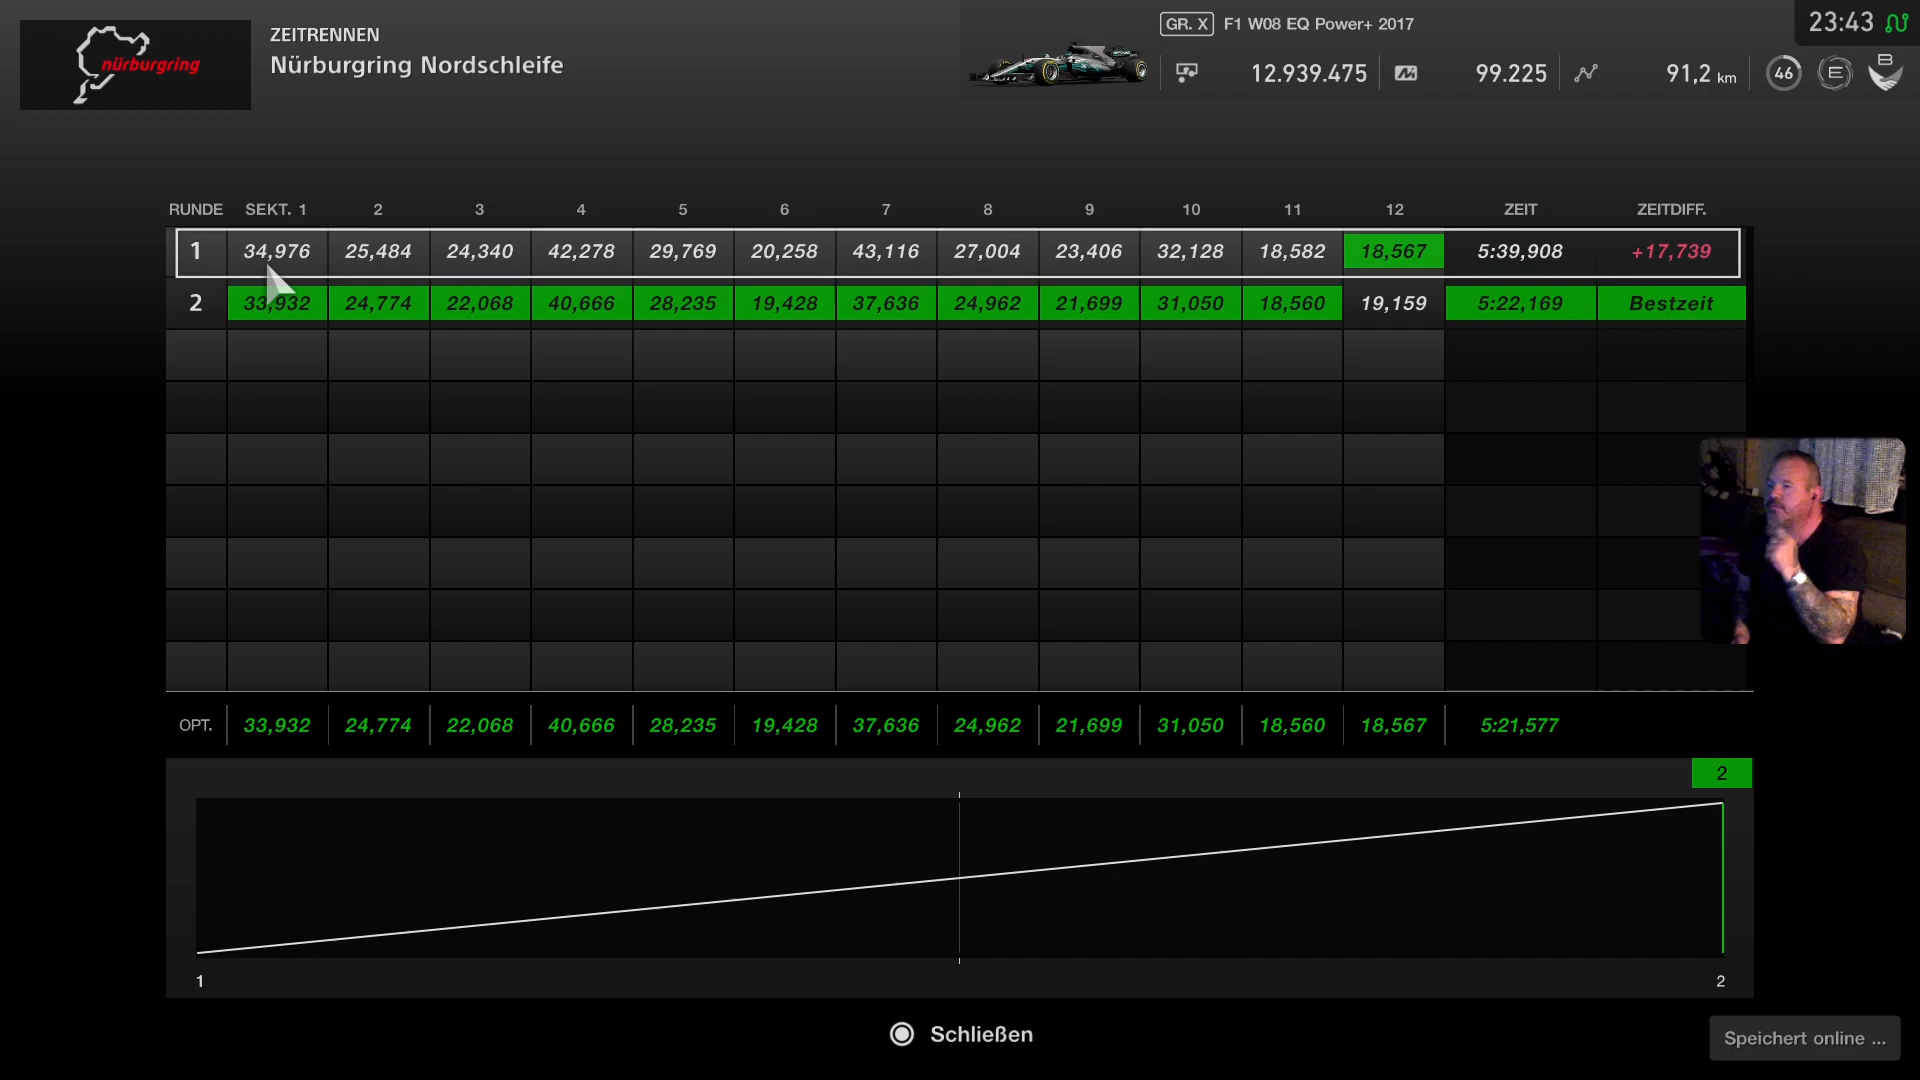 nürburgring
ZEITRENNEN
Nürburgring Nordschleife
GR. X F1 W08 EQ Power+ 2017
12.939.475 99.225 91,2 km 46 E B
23:43
RUNDE SEKT. 1 2 3 4 5 6 7 8 9 10 11 12 ZEIT ZEITDIFF.
1 34,976 25,484 24,340 42,278 29,769 20,258 43,116 27,004 23,406 32,128 18,582 18,567 5:39,908 +17,739
2 33,932 24,774 22,068 40,666 28,235 19,428 37,636 24,962 21,699 31,050 18,560 19,159 5:22,169 Bestzeit
OPT. 33,932 24,774 22,068 40,666 28,235 19,428 37,636 24,962 21,699 31,050 18,560 18,567 5:21,577
2
1 2
Schließen
Speichert online ...